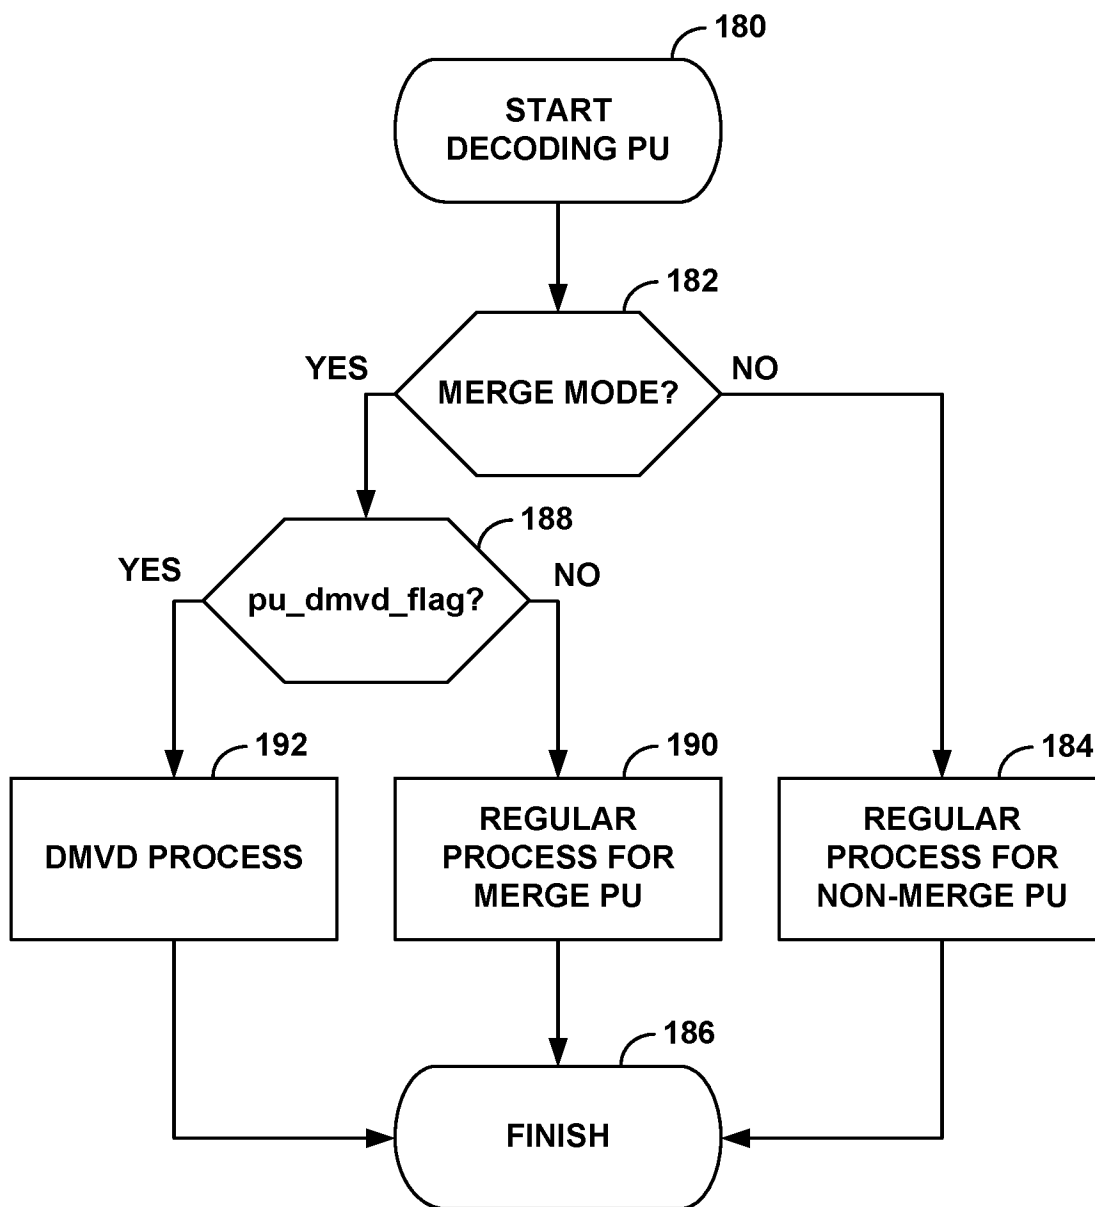 180
START
DECODING PU
182
YES
MERGE MODE?
NO
188
YES
pu_dmvd_flag?
NO
192
190
184
DMVD PROCESS
REGULAR
PROCESS FOR
MERGE PU
REGULAR
PROCESS FOR
NON-MERGE PU
186
FINISH